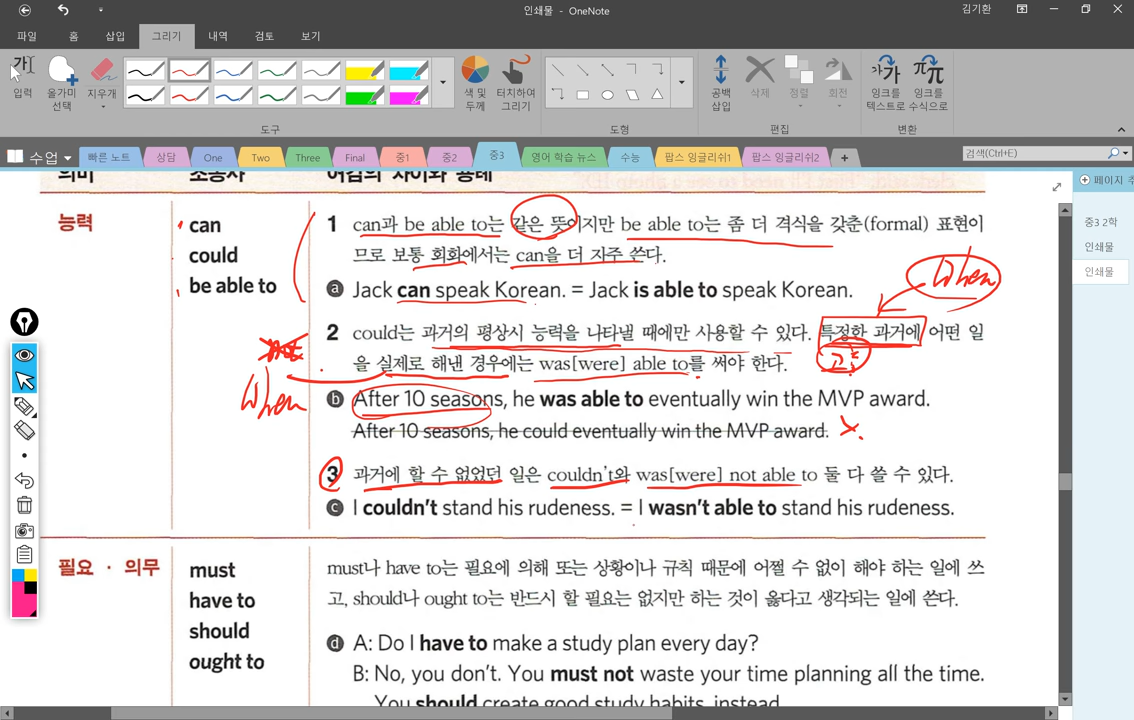 인쇄물 - OneNote
김기환
파일 홈 삽입 그리기 내역 검토 보기
입력
올가미 선택
지우개
색 및 두께
터치하여 그리기
공백 삽입
삭제
정렬
회전
잉크를 텍스트로
잉크를 수식으로
도구 도형 편집 변환
수업 빠른 노트 상담 One Two Three Final 중1 중2 중3 영어 학습 뉴스 수능 팝스 잉글리쉬1 팝스 잉글리쉬2 +
검색(Ctrl+E)
페이지 추
중3 2학
인쇄물
인쇄물
의미 조동사 어감의 차이와 용례
능력
can
could
be able to
1 can과 be able to는 같은 뜻이지만 be able to는 좀 더 격식을 갖춘(formal) 표현이
므로 보통 회화에서는 can을 더 자주 쓴다.
ⓐ Jack can speak Korean. = Jack is able to speak Korean.
When
2 could는 과거의 평상시 능력을 나타낼 때에만 사용할 수 있다. 특정한 과거에 어떤 일
을 실제로 해낸 경우에는 was[were] able to를 써야 한다.
When
ⓑ After 10 seasons, he was able to eventually win the MVP award.
After 10 seasons, he could eventually win the MVP award.
3 과거에 할 수 없었던 일은 couldn't와 was[were] not able to 둘 다 쓸 수 있다.
ⓒ I couldn't stand his rudeness. = I wasn't able to stand his rudeness.
필요 · 의무
must
have to
should
ought to
must나 have to는 필요에 의해 또는 상황이나 규칙 때문에 어쩔 수 없이 해야 하는 일에 쓰
고, should나 ought to는 반드시 할 필요는 없지만 하는 것이 옳다고 생각되는 일에 쓴다.
ⓓ A: Do I have to make a study plan every day?
B: No, you don't. You must not waste your time planning all the time.
You should create good study habits, instead.